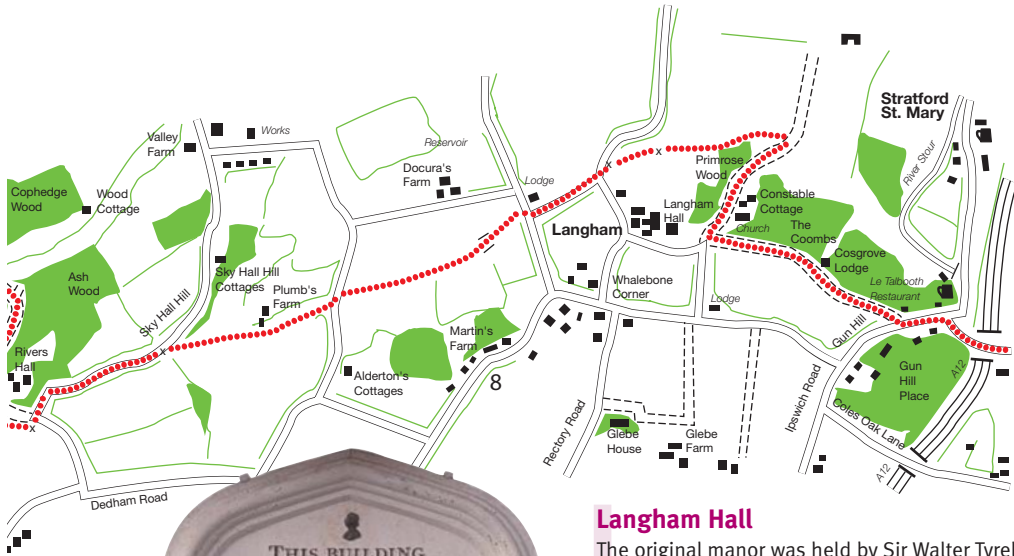 Stratford
St. Mary
River Stour
Valley
Farm
Works
Reservoir
Docura's
Farm
Lodge
Primrose
Wood
Cophedge
Wood
Wood
Cottage
Langham
Hall
Constable
Cottage
Church
The
Coombs
Langham
Cosgrove
Lodge
Ash
Wood
Sky Hall Hill
Cottages
Plumb's
Farm
Sky Hall Hill
Whalebone
Corner
Lodge
Le Talbooth
Restaurant
Gun Hill
Rivers
Hall
Martin's
Farm
Alderton's
Cottages
8
Gun
Hill
Place
A12
Ipswich Road
Coles Oak Lane
A12
Rectory Road
Glebe
House
Glebe
Farm
Dedham Road
x
x
x
x
THIS BUILDING
Langham Hall
The original manor was held by Sir Walter Tyrel